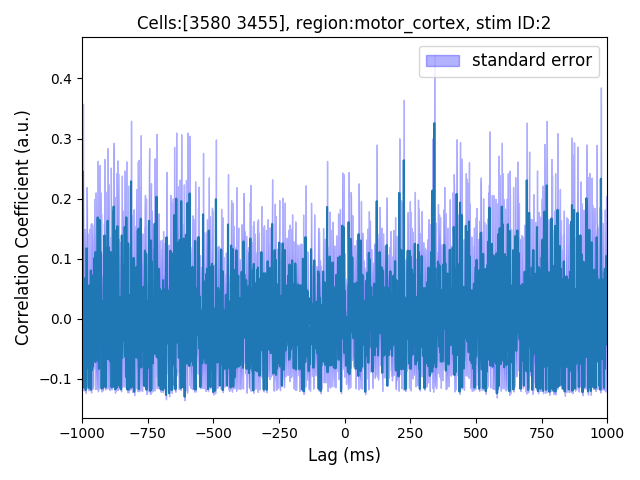 Cells:[3580 3455], region:motor_cortex, stim ID:2
standard error
Correlation Coefficient (a.u.)
0.4
0.3
0.2
0.1
0.0
−0.1
−1000 −750 −500 −250 0 250 500 750 1000
Lag (ms)